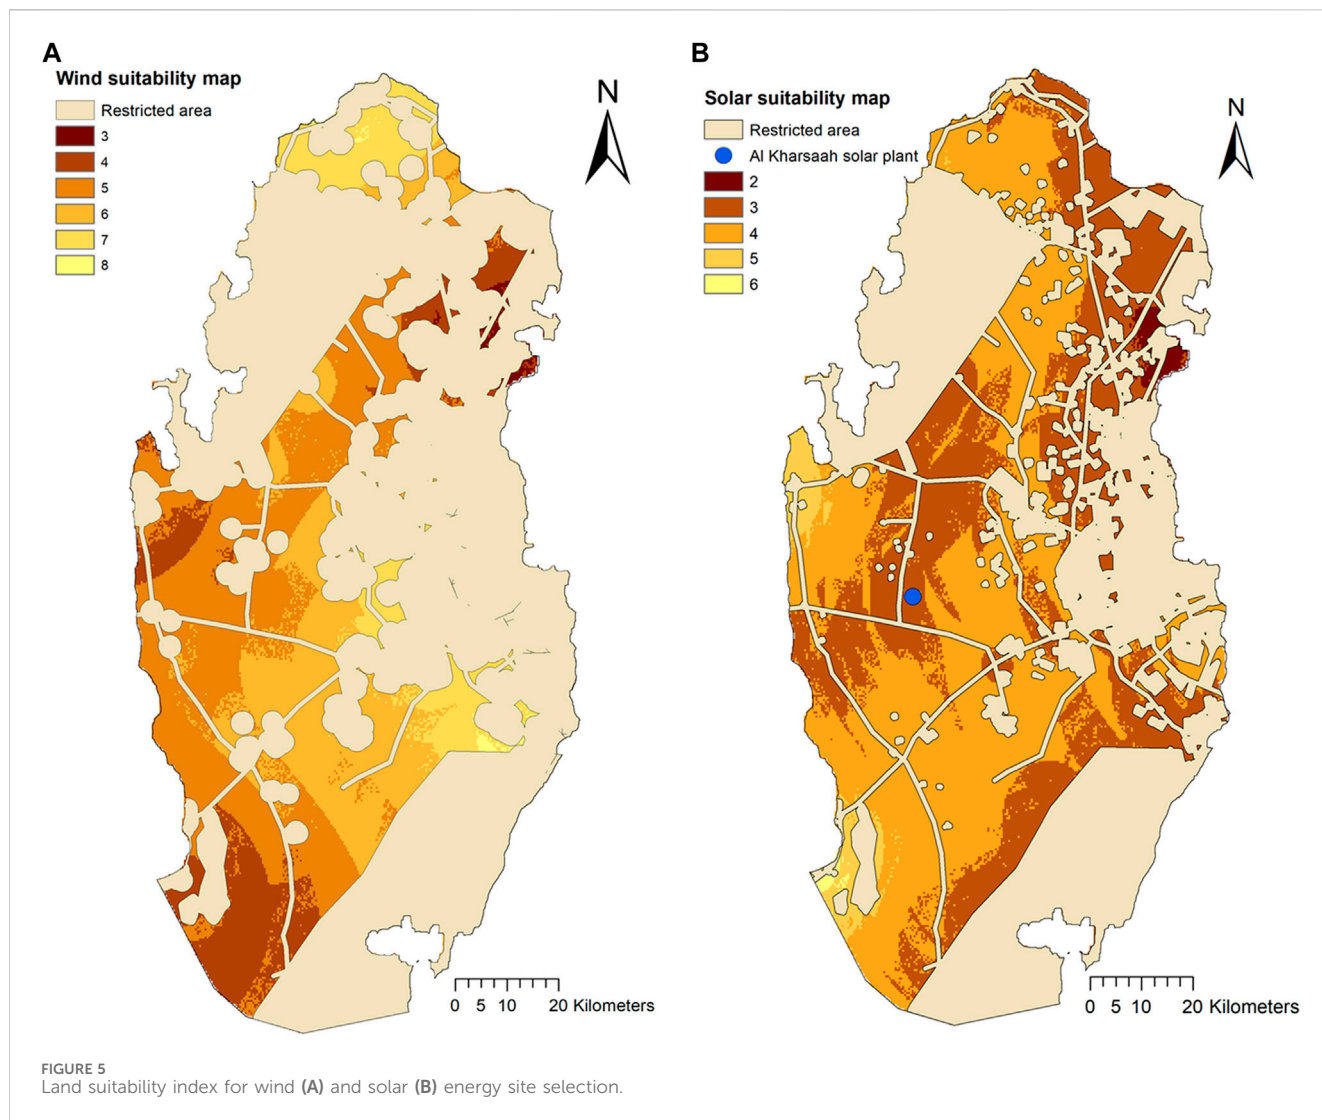 A
Wind suitability map
Restricted area
3
4
5
6
7
8
N
0 5 10 20 Kilometers
B
Solar suitability map
Restricted area
Al Kharsaah solar plant
2
3
4
5
6
N
0 5 10 20 Kilometers
FIGURE 5
Land suitability index for wind (A) and solar (B) energy site selection.